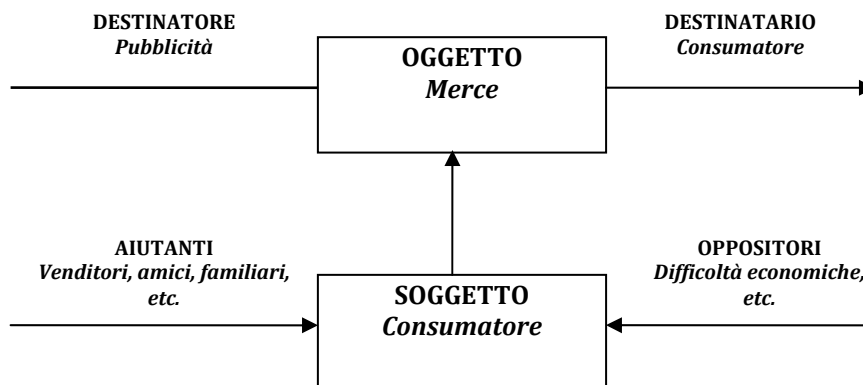 DESTINATORE
Pubblicità
OGGETTO
Merce
DESTINATARIO
Consumatore
AIUTANTI
Venditori, amici, familiari,
etc.
SOGGETTO
Consumatore
OPPOSITORI
Difficoltà economiche,
etc.